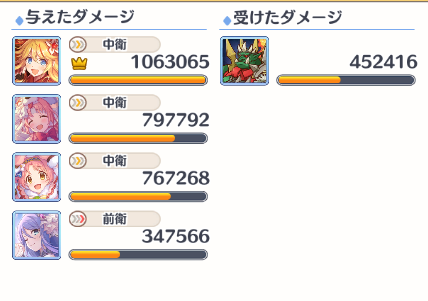 与えたダメージ
受けたダメージ
中衛
1063065
452416
中衛
797792
中衛
767268
前衛
347566